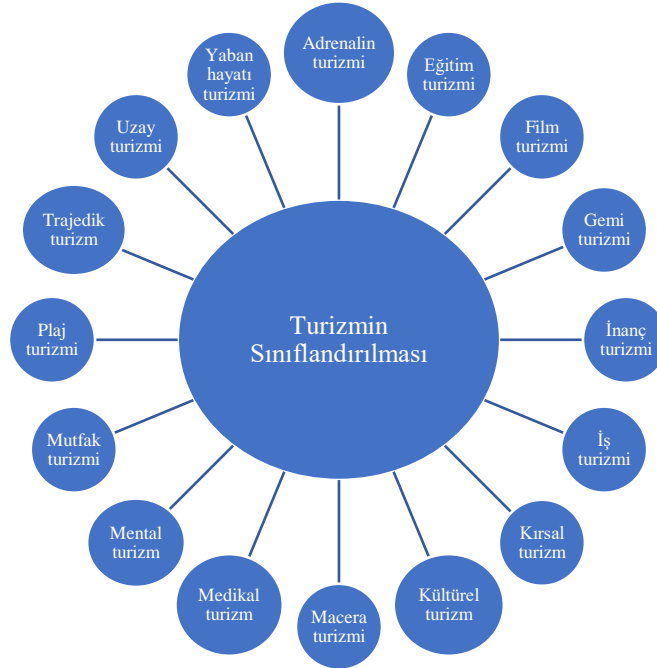 Turizmin
Sınıflandırılması
Adrenalin
turizmi
Eğitim
turizmi
Film
turizmi
Gemi
turizmi
İnanç
turizmi
İş
turizmi
Kırsal
turizm
Kültürel
turizm
Macera
turizmi
Medikal
turizm
Mental
turizm
Mutfak
turizmi
Plaj
turizmi
Trajedik
turizm
Uzay
turizmi
Yaban
hayatı
turizmi